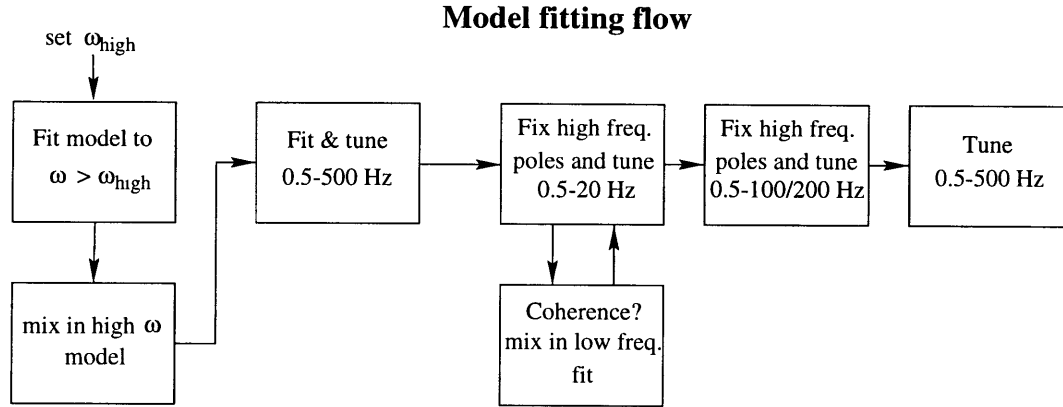 Model fitting flow
set ω_high
Fit model to
ω > ω_high
mix in high ω
model
Fit & tune
0.5-500 Hz
Fix high freq.
poles and tune
0.5-20 Hz
Coherence?
mix in low freq.
fit
Fix high freq.
poles and tune
0.5-100/200 Hz
Tune
0.5-500 Hz